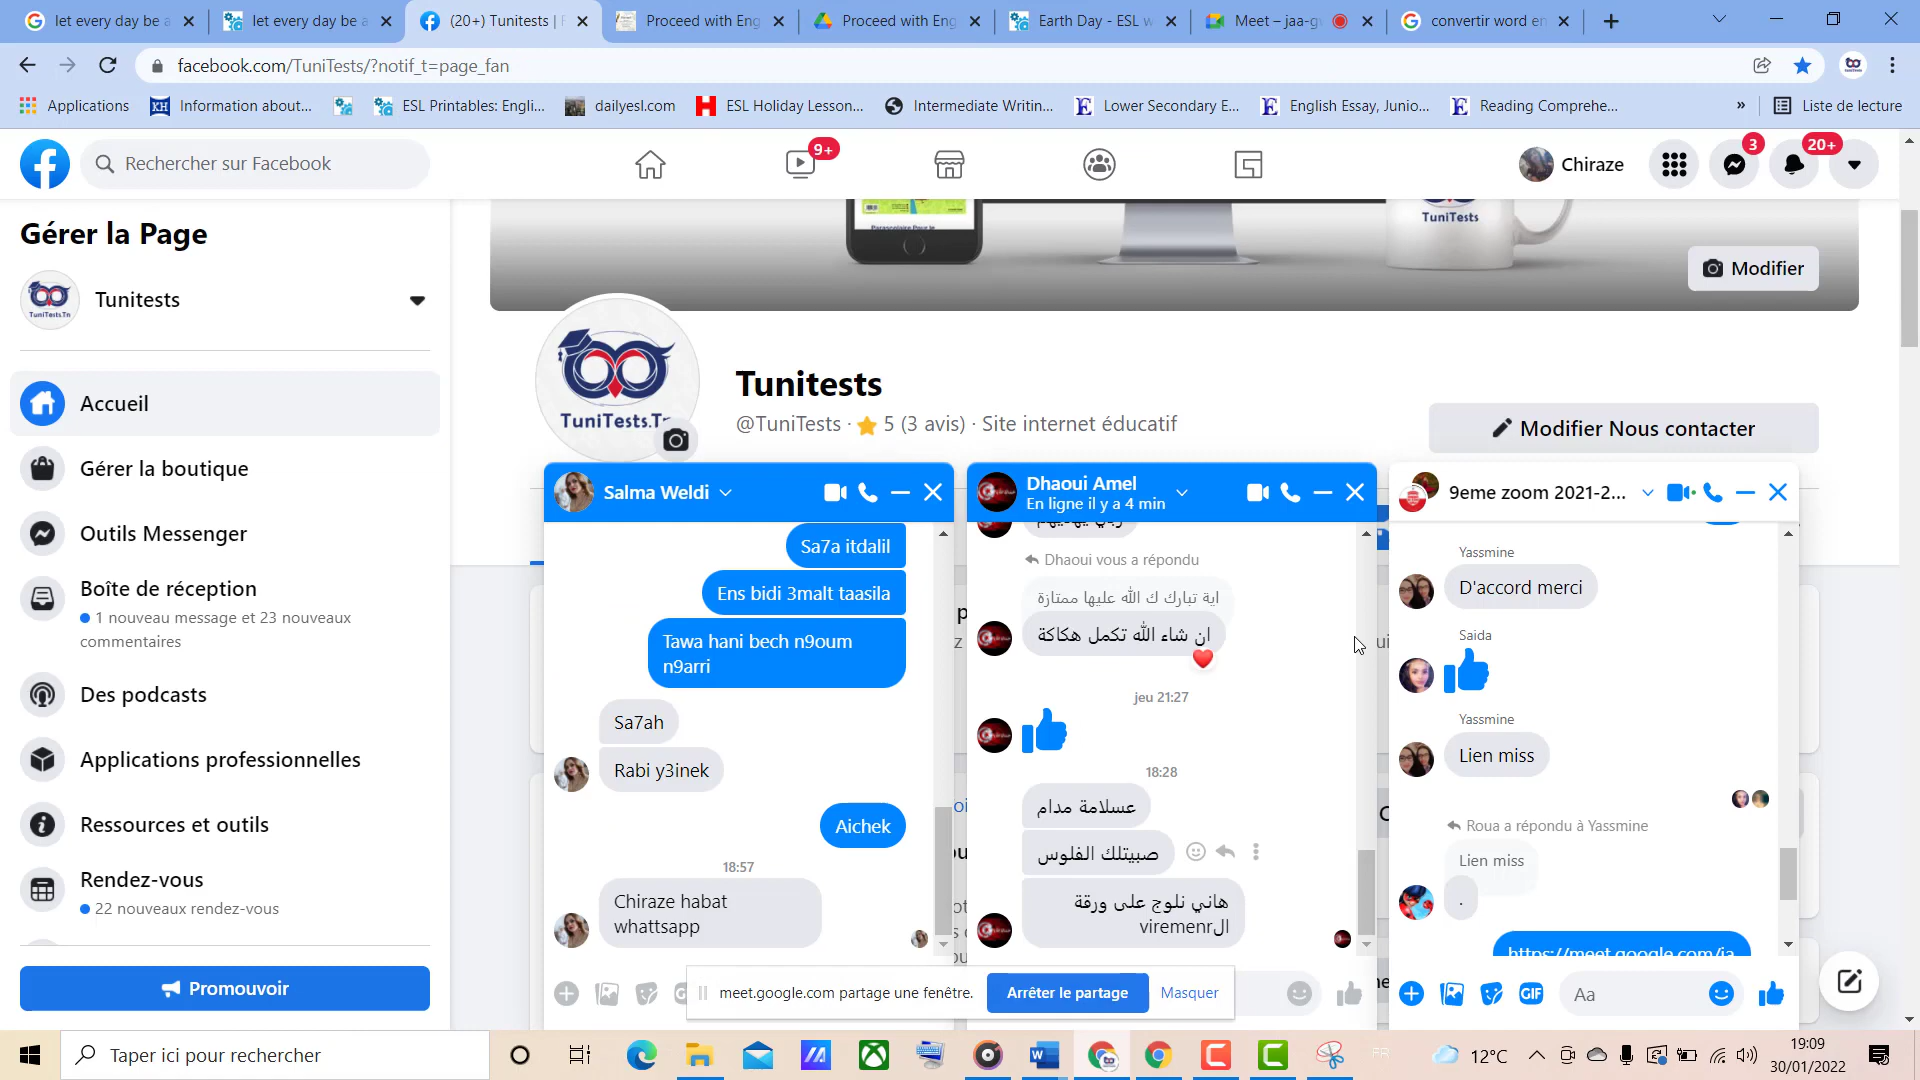 let every day be a
let every day be a
(20+) Tunitests | F
Proceed with Eng
Proceed with Eng
Earth Day - ESL w
Meet – jaa-g
convertir word en
facebook.com/TuniTests/?notif_t=page_fan
Applications
Information about...
ESL Printables: Engli...
dailyesl.com
ESL Holiday Lesson...
Intermediate Writin...
Lower Secondary E...
English Essay, Junio...
Reading Comprehe...
»
Liste de lecture
Rechercher sur Facebook
9+
Chiraze
3
20+
Gérer la Page
Tunitests
Accueil
Gérer la boutique
Outils Messenger
Boîte de réception
1 nouveau message et 23 nouveaux
commentaires
Des podcasts
Applications professionnelles
Ressources et outils
Rendez-vous
22 nouveaux rendez-vous
Promouvoir
TuniTests
Modifier
Tunitests
@TuniTests · 5 (3 avis) · Site internet éducatif
Modifier Nous contacter
Salma Weldi
Sa7a itdalil
Ens bidi 3malt taasila
Tawa hani bech n9oum
n9arri
Sa7ah
Rabi y3inek
Aichek
18:57
Chiraze habat
whattsapp
Dhaoui Amel
En ligne il y a 4 min
Dhaoui vous a répondu
اية تبارك ك الله عليها ممتازة
ان شاء الله تكمل هكاكة
jeu 21:27
18:28
عسلامة مدام
صبيتلك الفلوس
هاني نلوج على ورقة
الviremenr
9eme zoom 2021-2...
Yassmine
D'accord merci
Saida
Yassmine
Lien miss
Roua a répondu à Yassmine
Lien miss
.
https://meet.google.com/ja
GIF
Aa
meet.google.com partage une fenêtre.
Arrêter le partage
Masquer
Taper ici pour rechercher
FR
12°C
19:09
30/01/2022